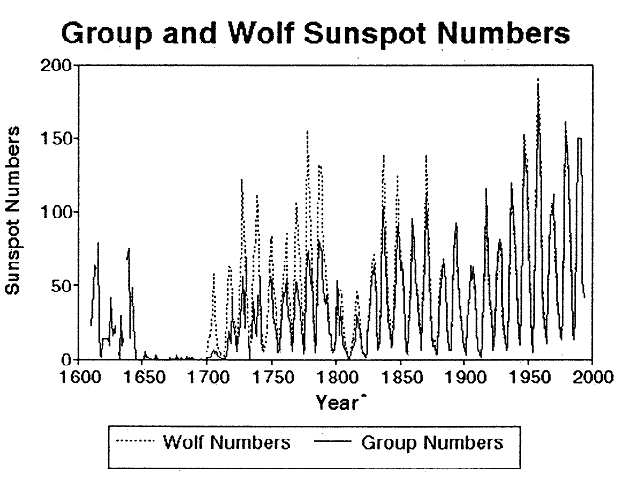 Group and Wolf Sunspot Numbers
200
150
100
50
0
Sunspot Numbers
1600 1650 1700 1750 1800 1850 1900 1950 2000
Year
Wolf Numbers Group Numbers